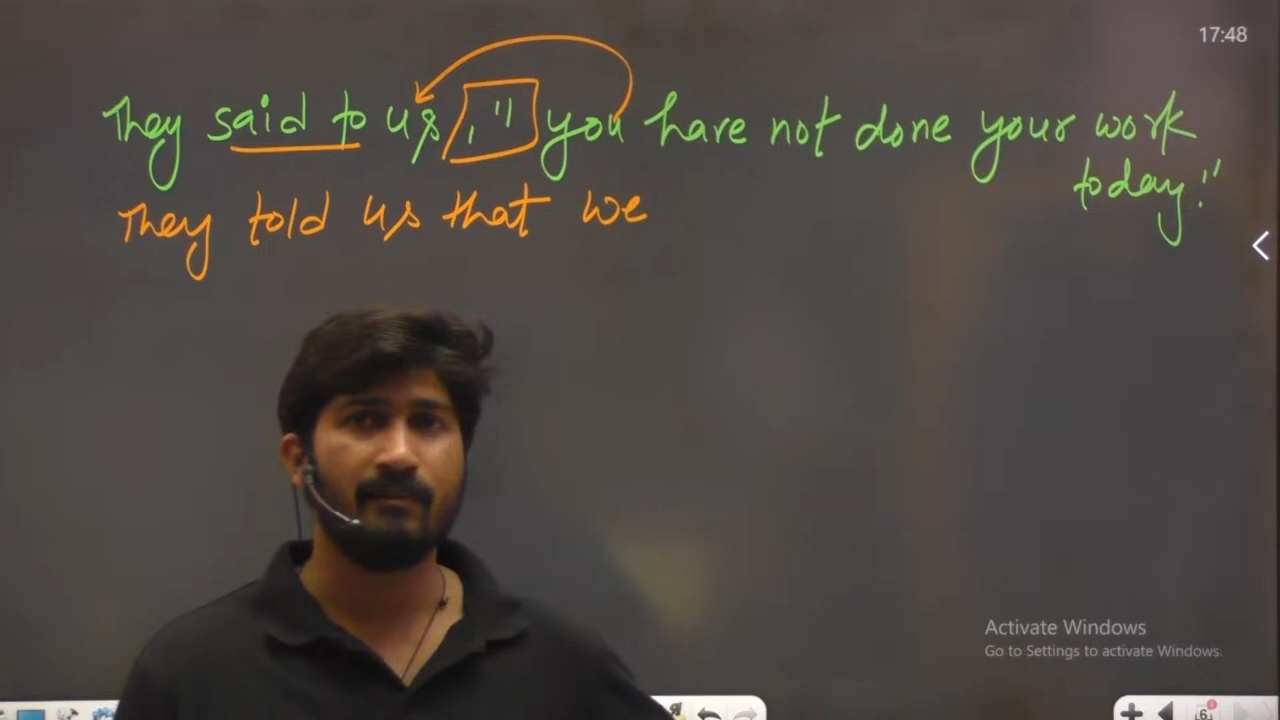 17:48
They said to us, " you have not done your work
today."
They told us that we
Activate Windows
Go to Settings to activate Windows.
6